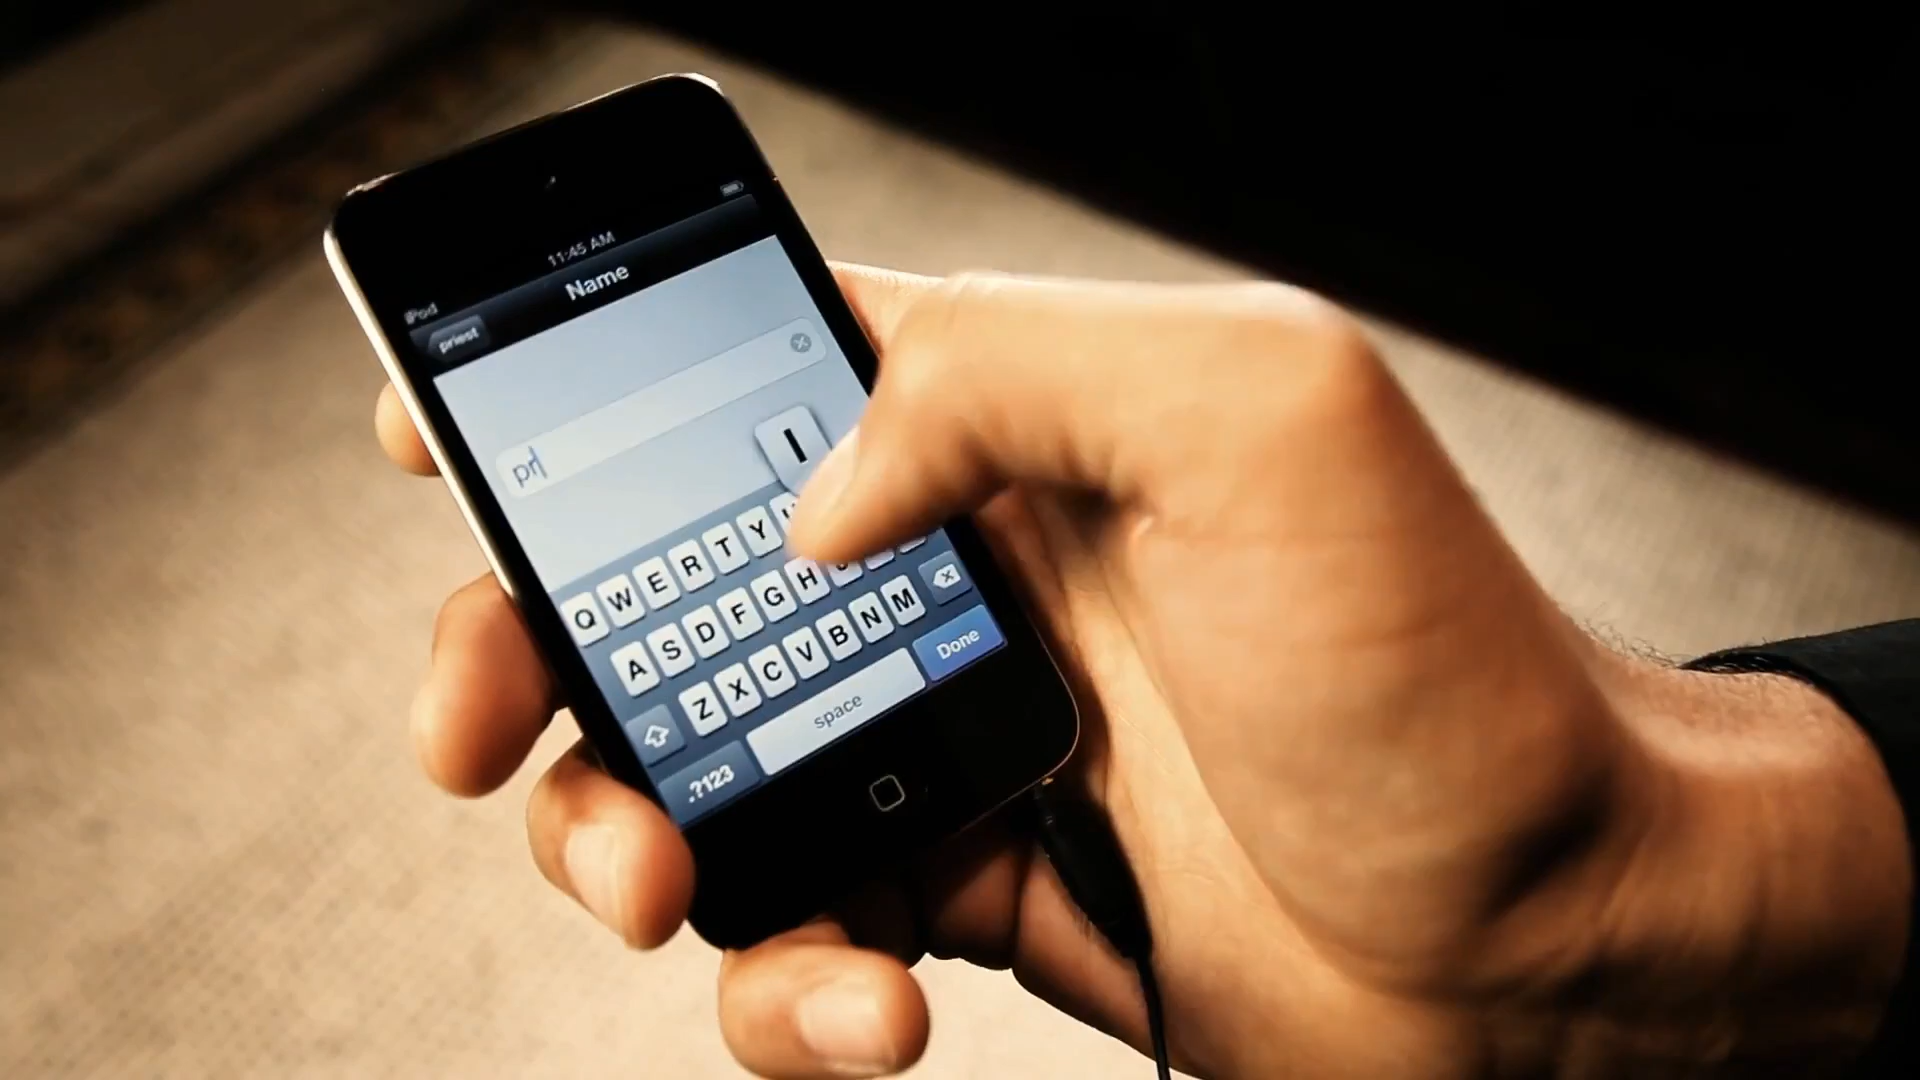 iPod 11:45 AM
priest Name
pr
I
Q W E R T Y U
A S D F G H J
Z X C V B N M
.?123 space Done